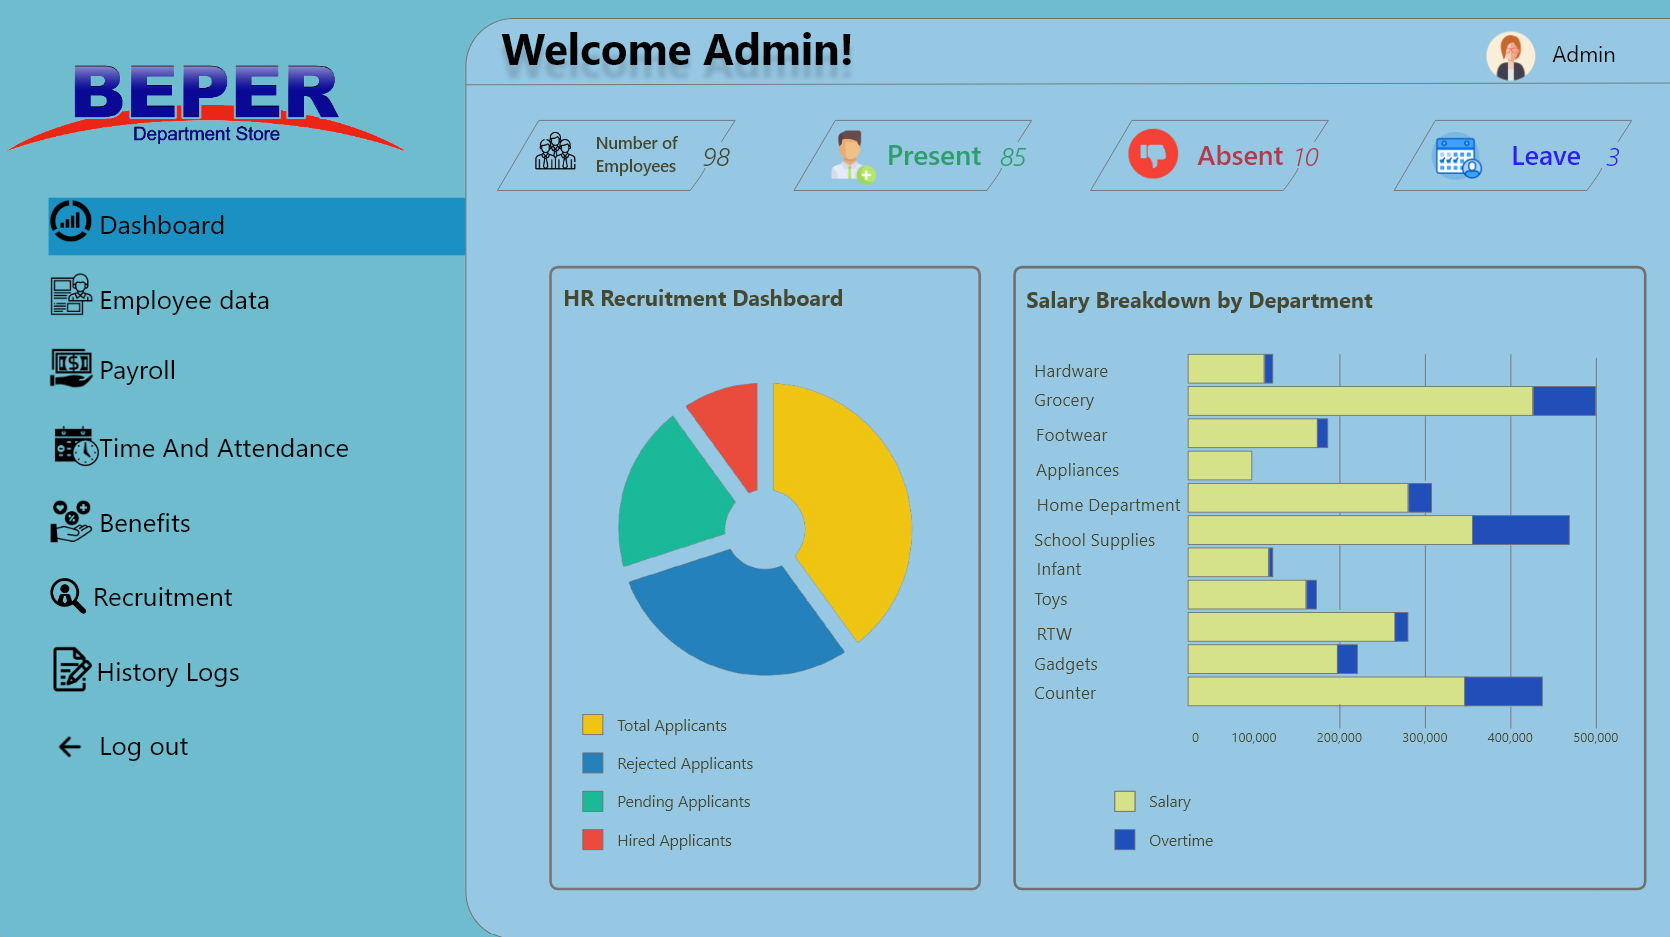 BEPER
Department Store
Dashboard
Employee data
Payroll
Time And Attendance
Benefits
Recruitment
History Logs
Log out
Welcome Admin!
Admin
Number of
Employees 98
Present 85
Absent 10
Leave 3
HR Recruitment Dashboard
Total Applicants
Rejected Applicants
Pending Applicants
Hired Applicants
Salary Breakdown by Department
Hardware
Grocery
Footwear
Appliances
Home Department
School Supplies
Infant
Toys
RTW
Gadgets
Counter
0 100,000 200,000 300,000 400,000 500,000
Salary
Overtime